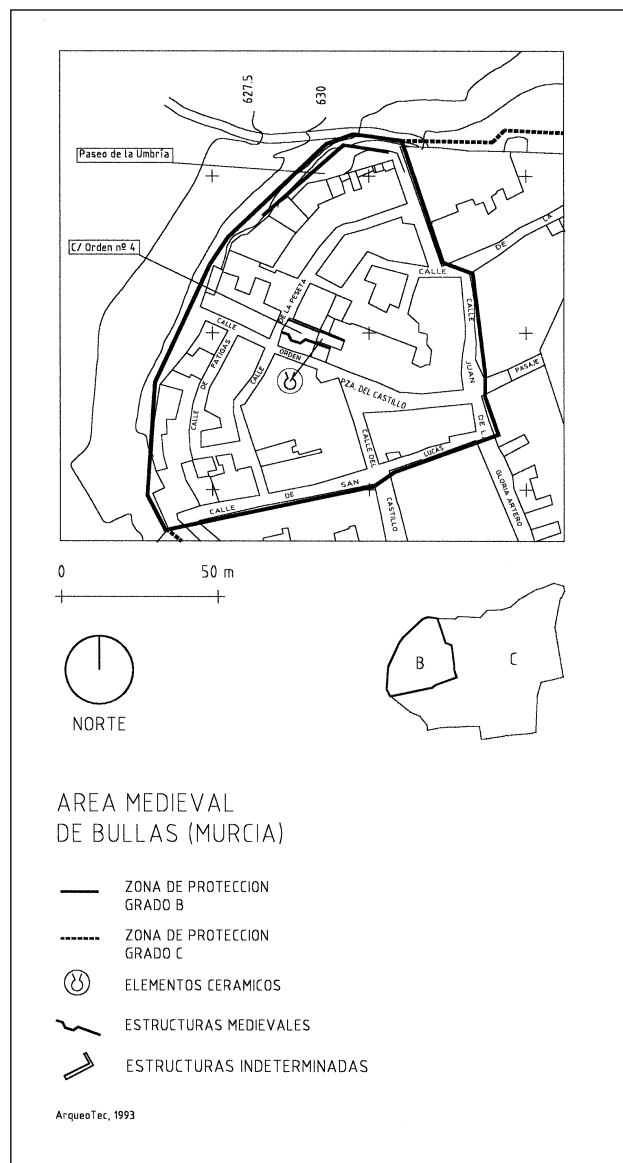 627.5
630
Paseo de la Umbría
C/ Orden nº 4
DE LA
CALLE
CALLE
JUAN
DE L
PASAJE
DE LA PESETA
CALLE
ORDEN
CALLE
PZA. DEL CASTILLO
CALLE
DE
PATIGAS
CALLE DEL
CASTILLO
CALLE
DE
SAN
LUCAS
GLORIA ARTERO
0
50 m
NORTE
B
C
AREA MEDIEVAL
DE BULLAS (MURCIA)
ZONA DE PROTECCION
GRADO B
ZONA DE PROTECCION
GRADO C
ELEMENTOS CERAMICOS
ESTRUCTURAS MEDIEVALES
ESTRUCTURAS INDETERMINADAS
ArqueoTec, 1993